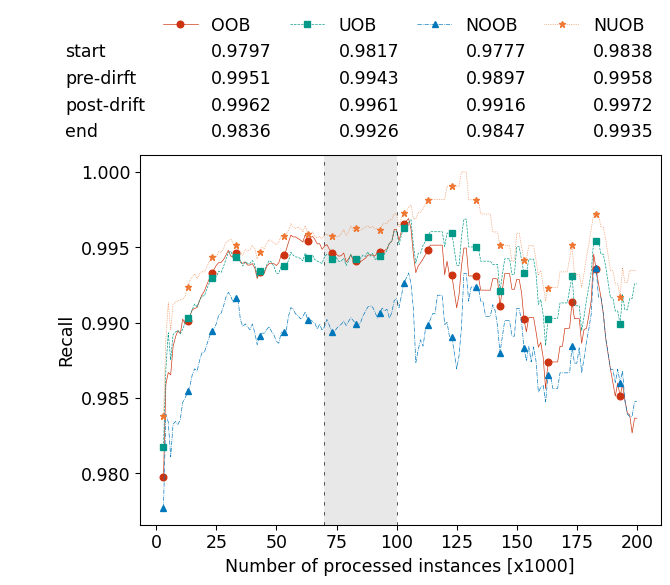 OOB UOB NOOB NUOB
start 0.9797 0.9817 0.9777 0.9838
pre-dirft 0.9951 0.9943 0.9897 0.9958
post-drift 0.9962 0.9961 0.9916 0.9972
end 0.9836 0.9926 0.9847 0.9935
1.000
0.995
0.990
0.985
0.980
Recall
0 25 50 75 100 125 150 175 200
Number of processed instances [x1000]